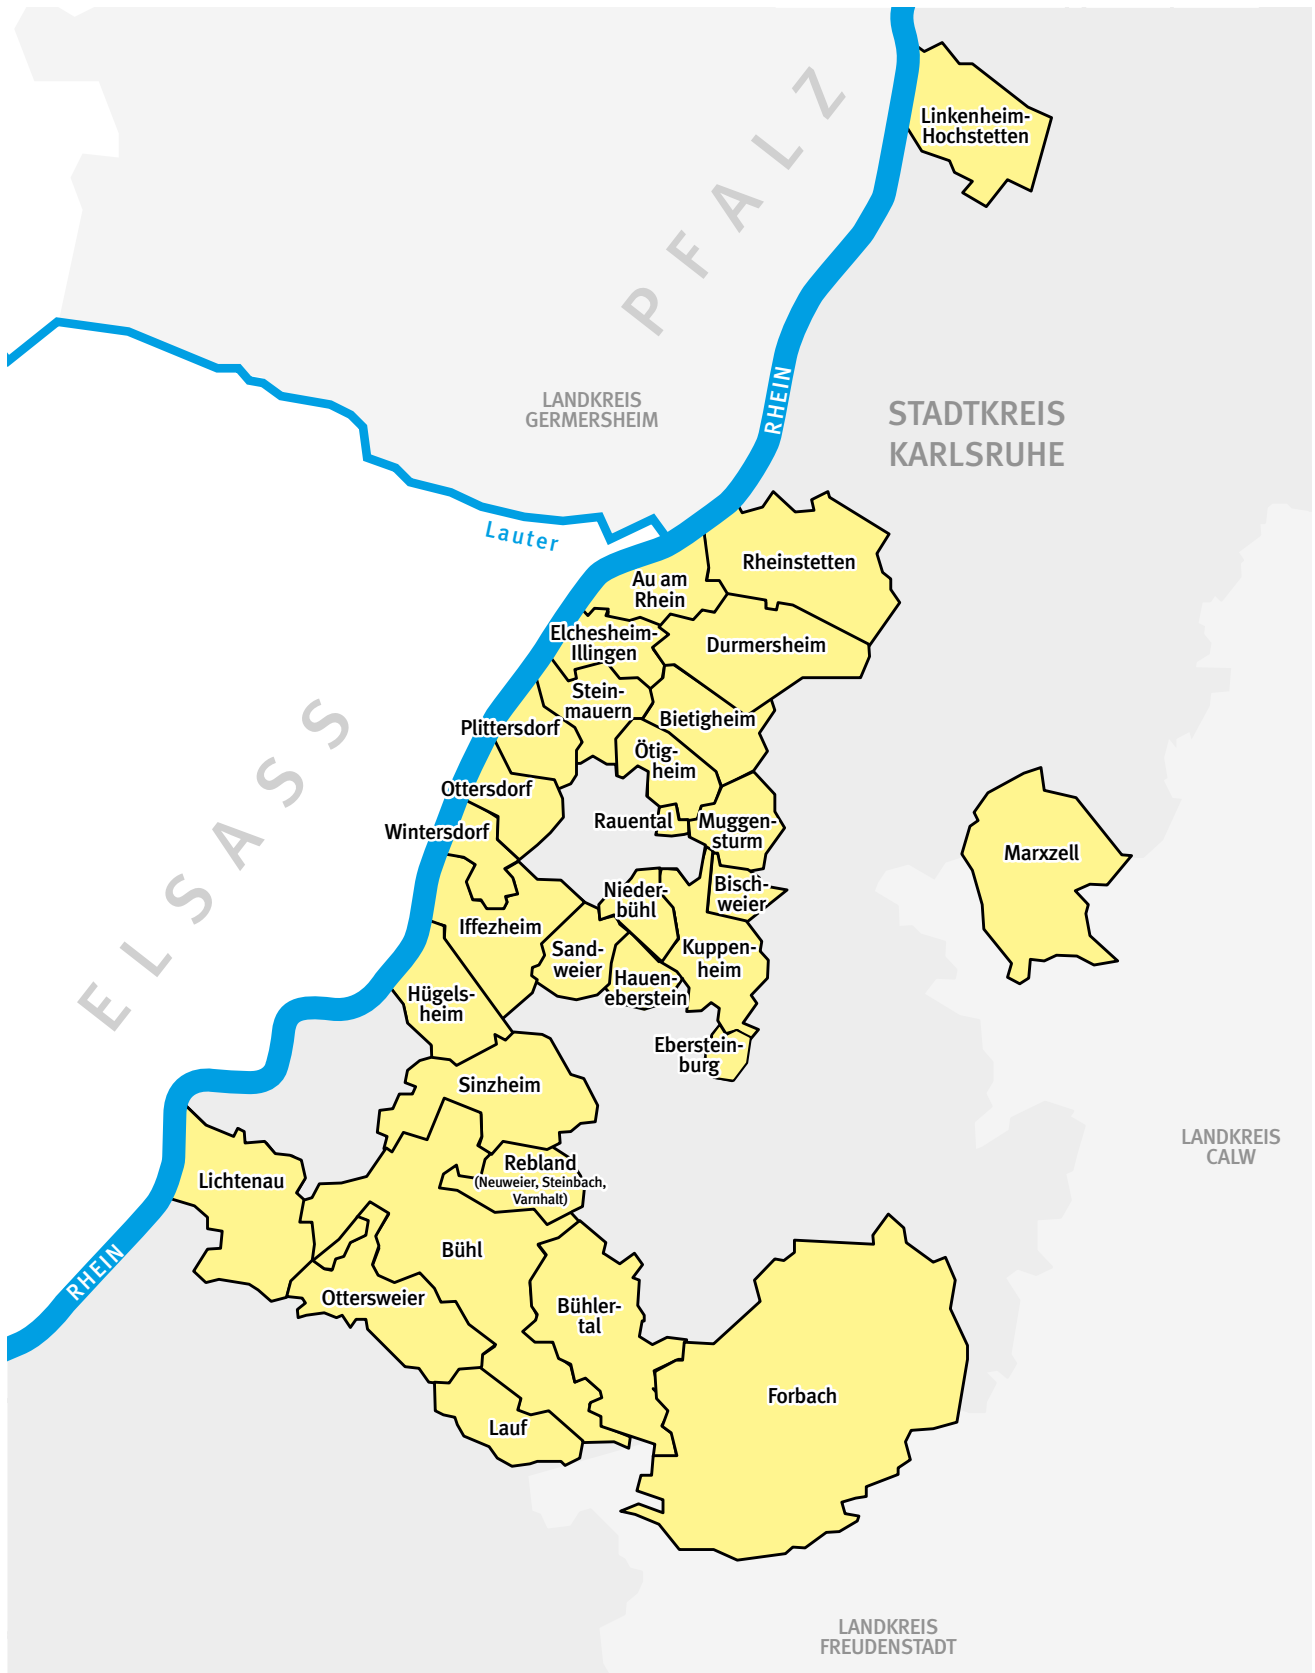 Linkenheim-
Hochstetten
PFALZ
RHEIN
LANDKREIS
GERMERSHEIM
STADTKREIS
KARLSRUHE
Lauter
Rheinstetten
Au am
Rhein
Elchesheim-
Illingen
Durmersheim
Stein-
mauern
Bietigheim
Plittersdorf
Ötig-
heim
Ottersdorf
ELSASS
Wintersdorf
Rauental
Muggen-
sturm
Marxzell
Bisch-
weier
Nieder-
bühl
Iffezheim
Sand-
weier
Kuppen-
heim
Hauen-
eberstein
Hügels-
heim
Eberstein-
burg
Sinzheim
LANDKREIS
CALW
Rebland
(Neuweier, Steinbach,
Varnhalt)
Lichtenau
Bühl
RHEIN
Ottersweier
Bühler-
tal
Forbach
Lauf
LANDKREIS
FREUDENSTADT